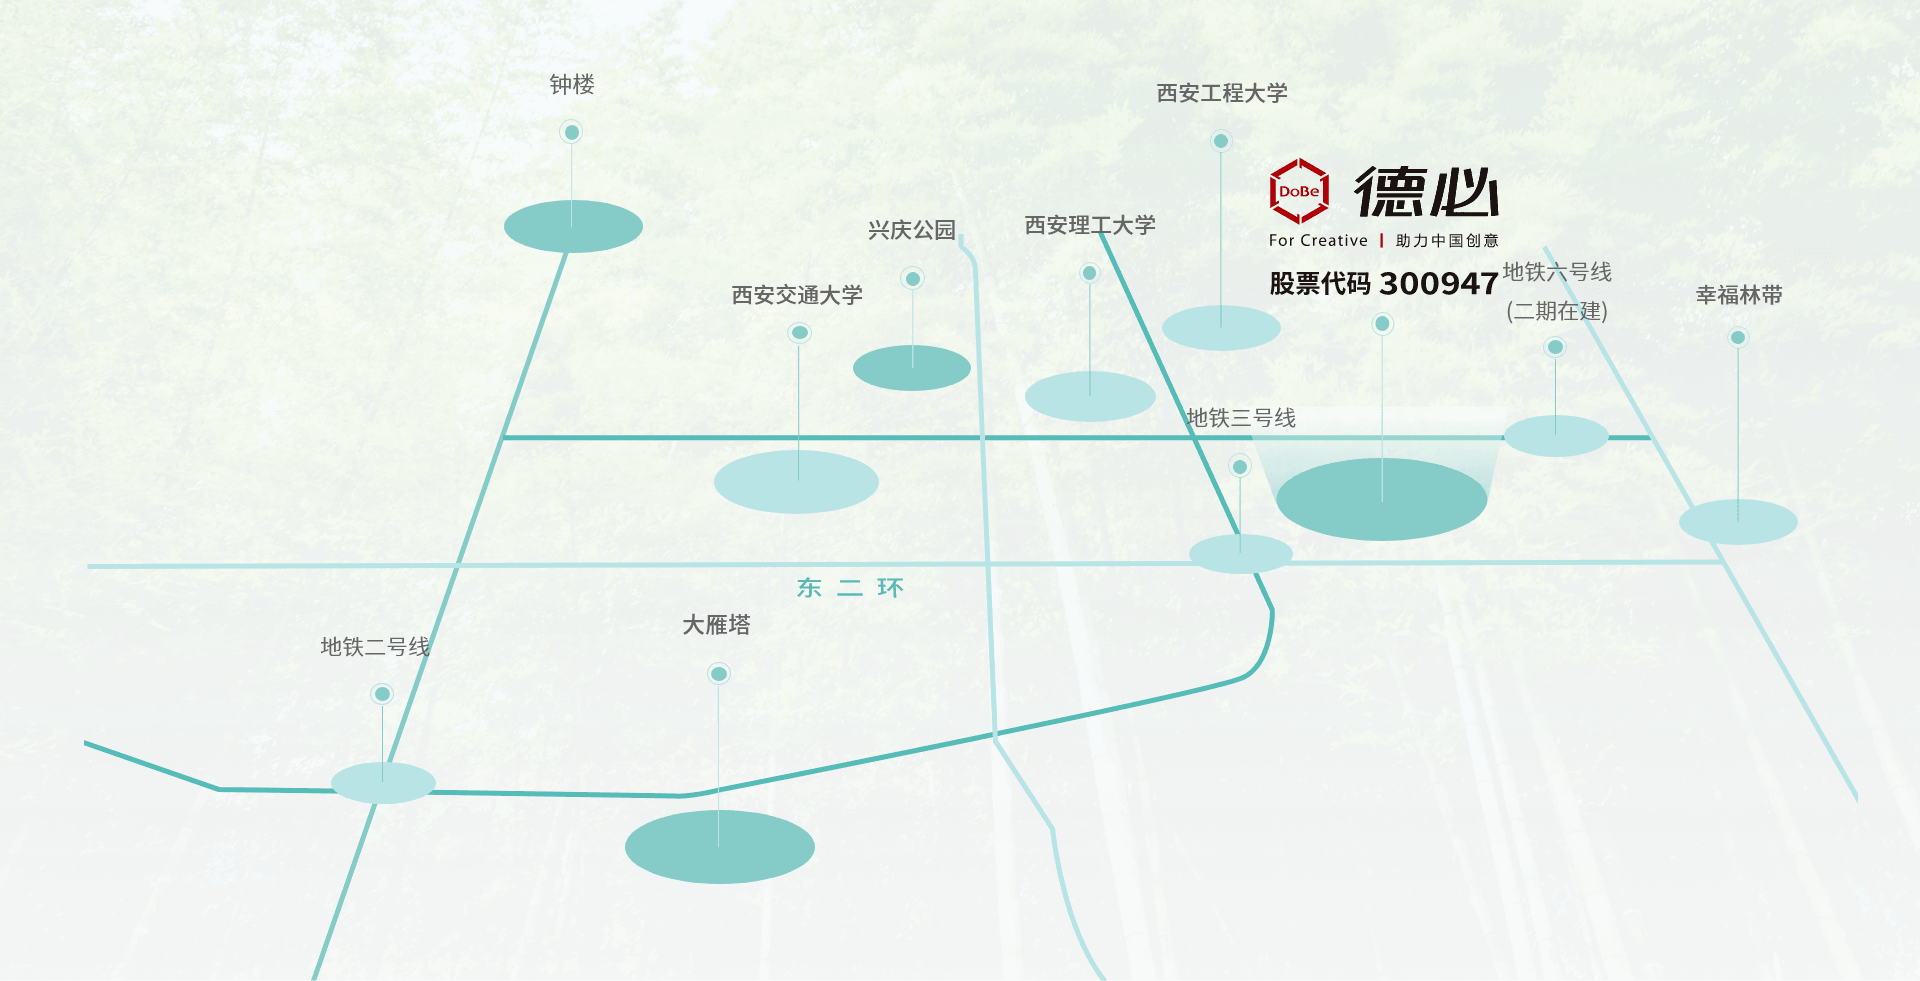 钟楼
西安工程大学
DoBe
德必
For Creative | 助力中国创意
股票代码 300947
兴庆公园
西安理工大学
西安交通大学
地铁六号线
(二期在建)
幸福林带
地铁三号线
东二环
大雁塔
地铁二号线